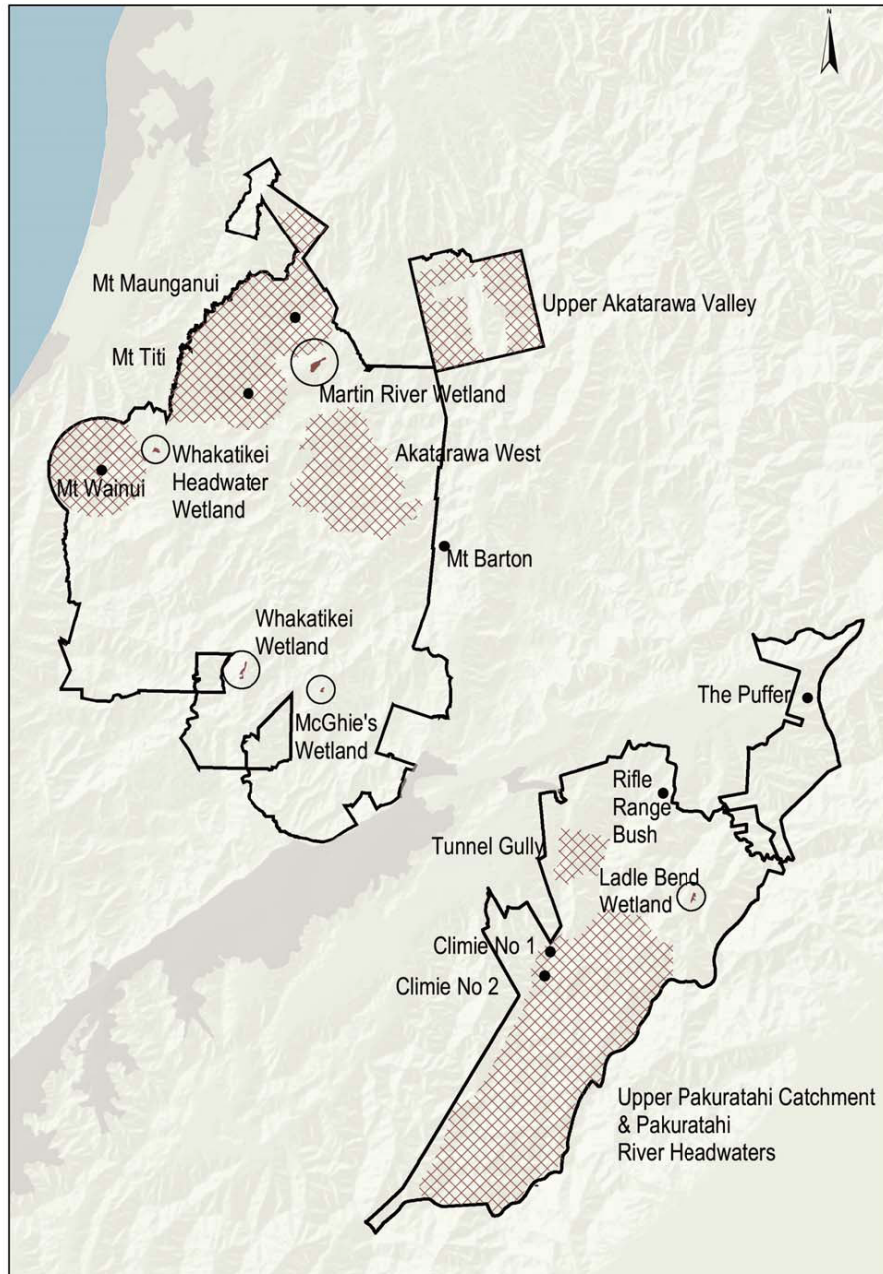 N
Mt Maunganui
Upper Akatarawa Valley
Mt Titi
Martin River Wetland
Akatarawa West
Whakatikei
Headwater
Wetland
Mt Wainui
Mt Barton
Whakatikei
Wetland
McGhie's
Wetland
The Puffer
Rifle
Range
Bush
Tunnel Gully
Ladle Bend
Wetland
Climie No 1
Climie No 2
Upper Pakuratahi Catchment
& Pakuratahi
River Headwaters